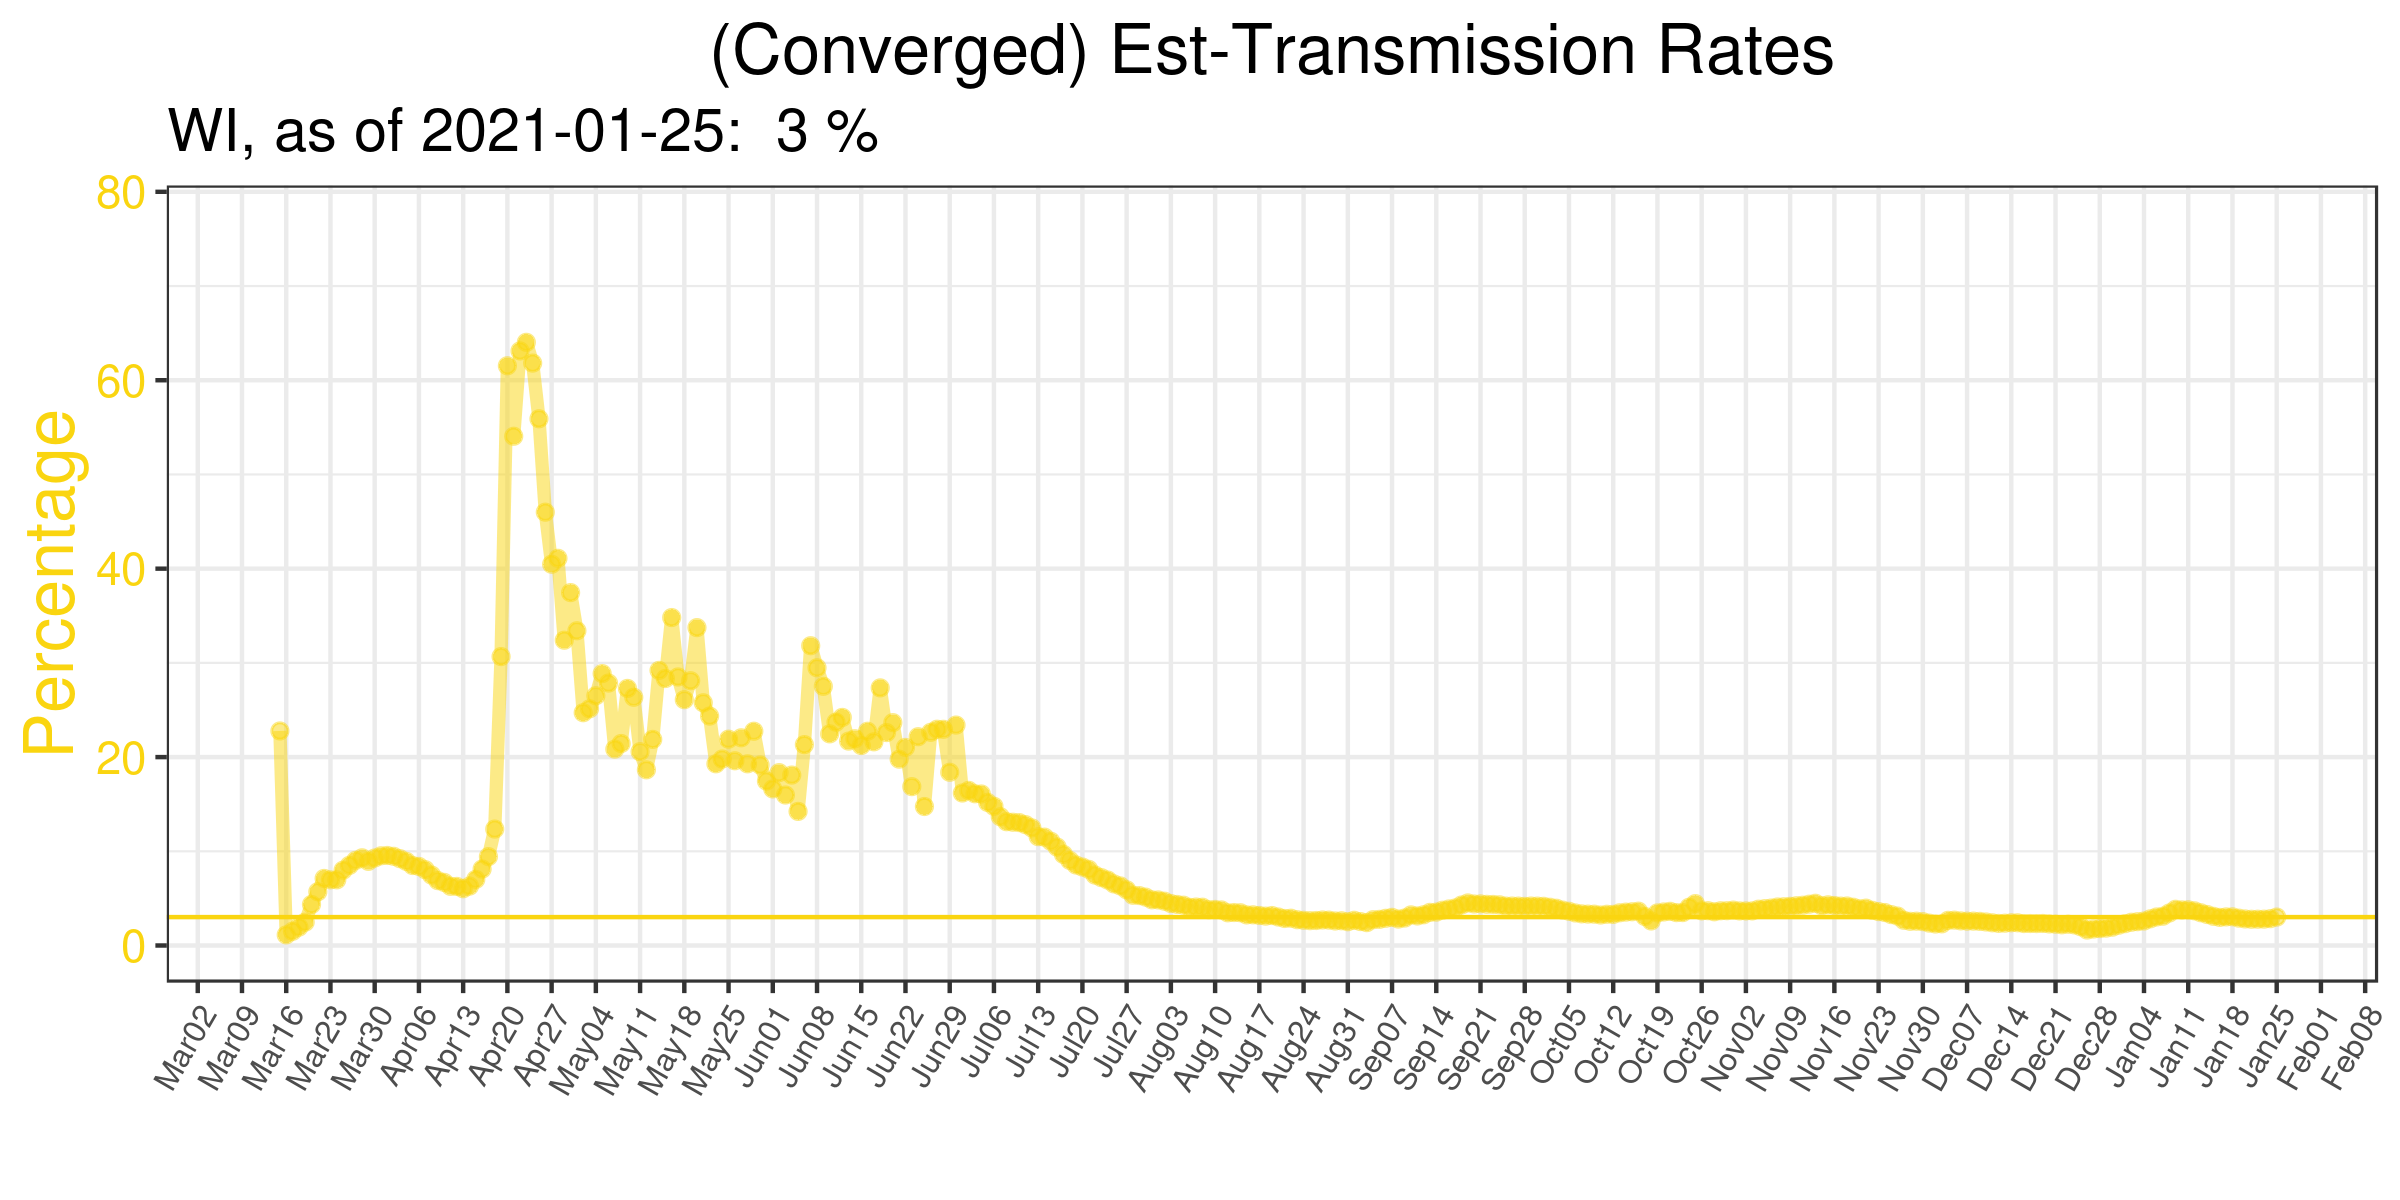 (Converged) Est-Transmission Rates
WI, as of 2021-01-25:  3 %
Percentage
80
60
40
20
0
Mar02 Mar09 Mar16 Mar23 Mar30 Apr06 Apr13 Apr20 Apr27 May04 May11 May18 May25 Jun01 Jun08 Jun15 Jun22 Jun29 Jul06 Jul13 Jul20 Jul27 Aug03 Aug10 Aug17 Aug24 Aug31 Sep07 Sep14 Sep21 Sep28 Oct05 Oct12 Oct19 Oct26 Nov02 Nov09 Nov16 Nov23 Nov30 Dec07 Dec14 Dec21 Dec28 Jan04 Jan11 Jan18 Jan25 Feb01 Feb08